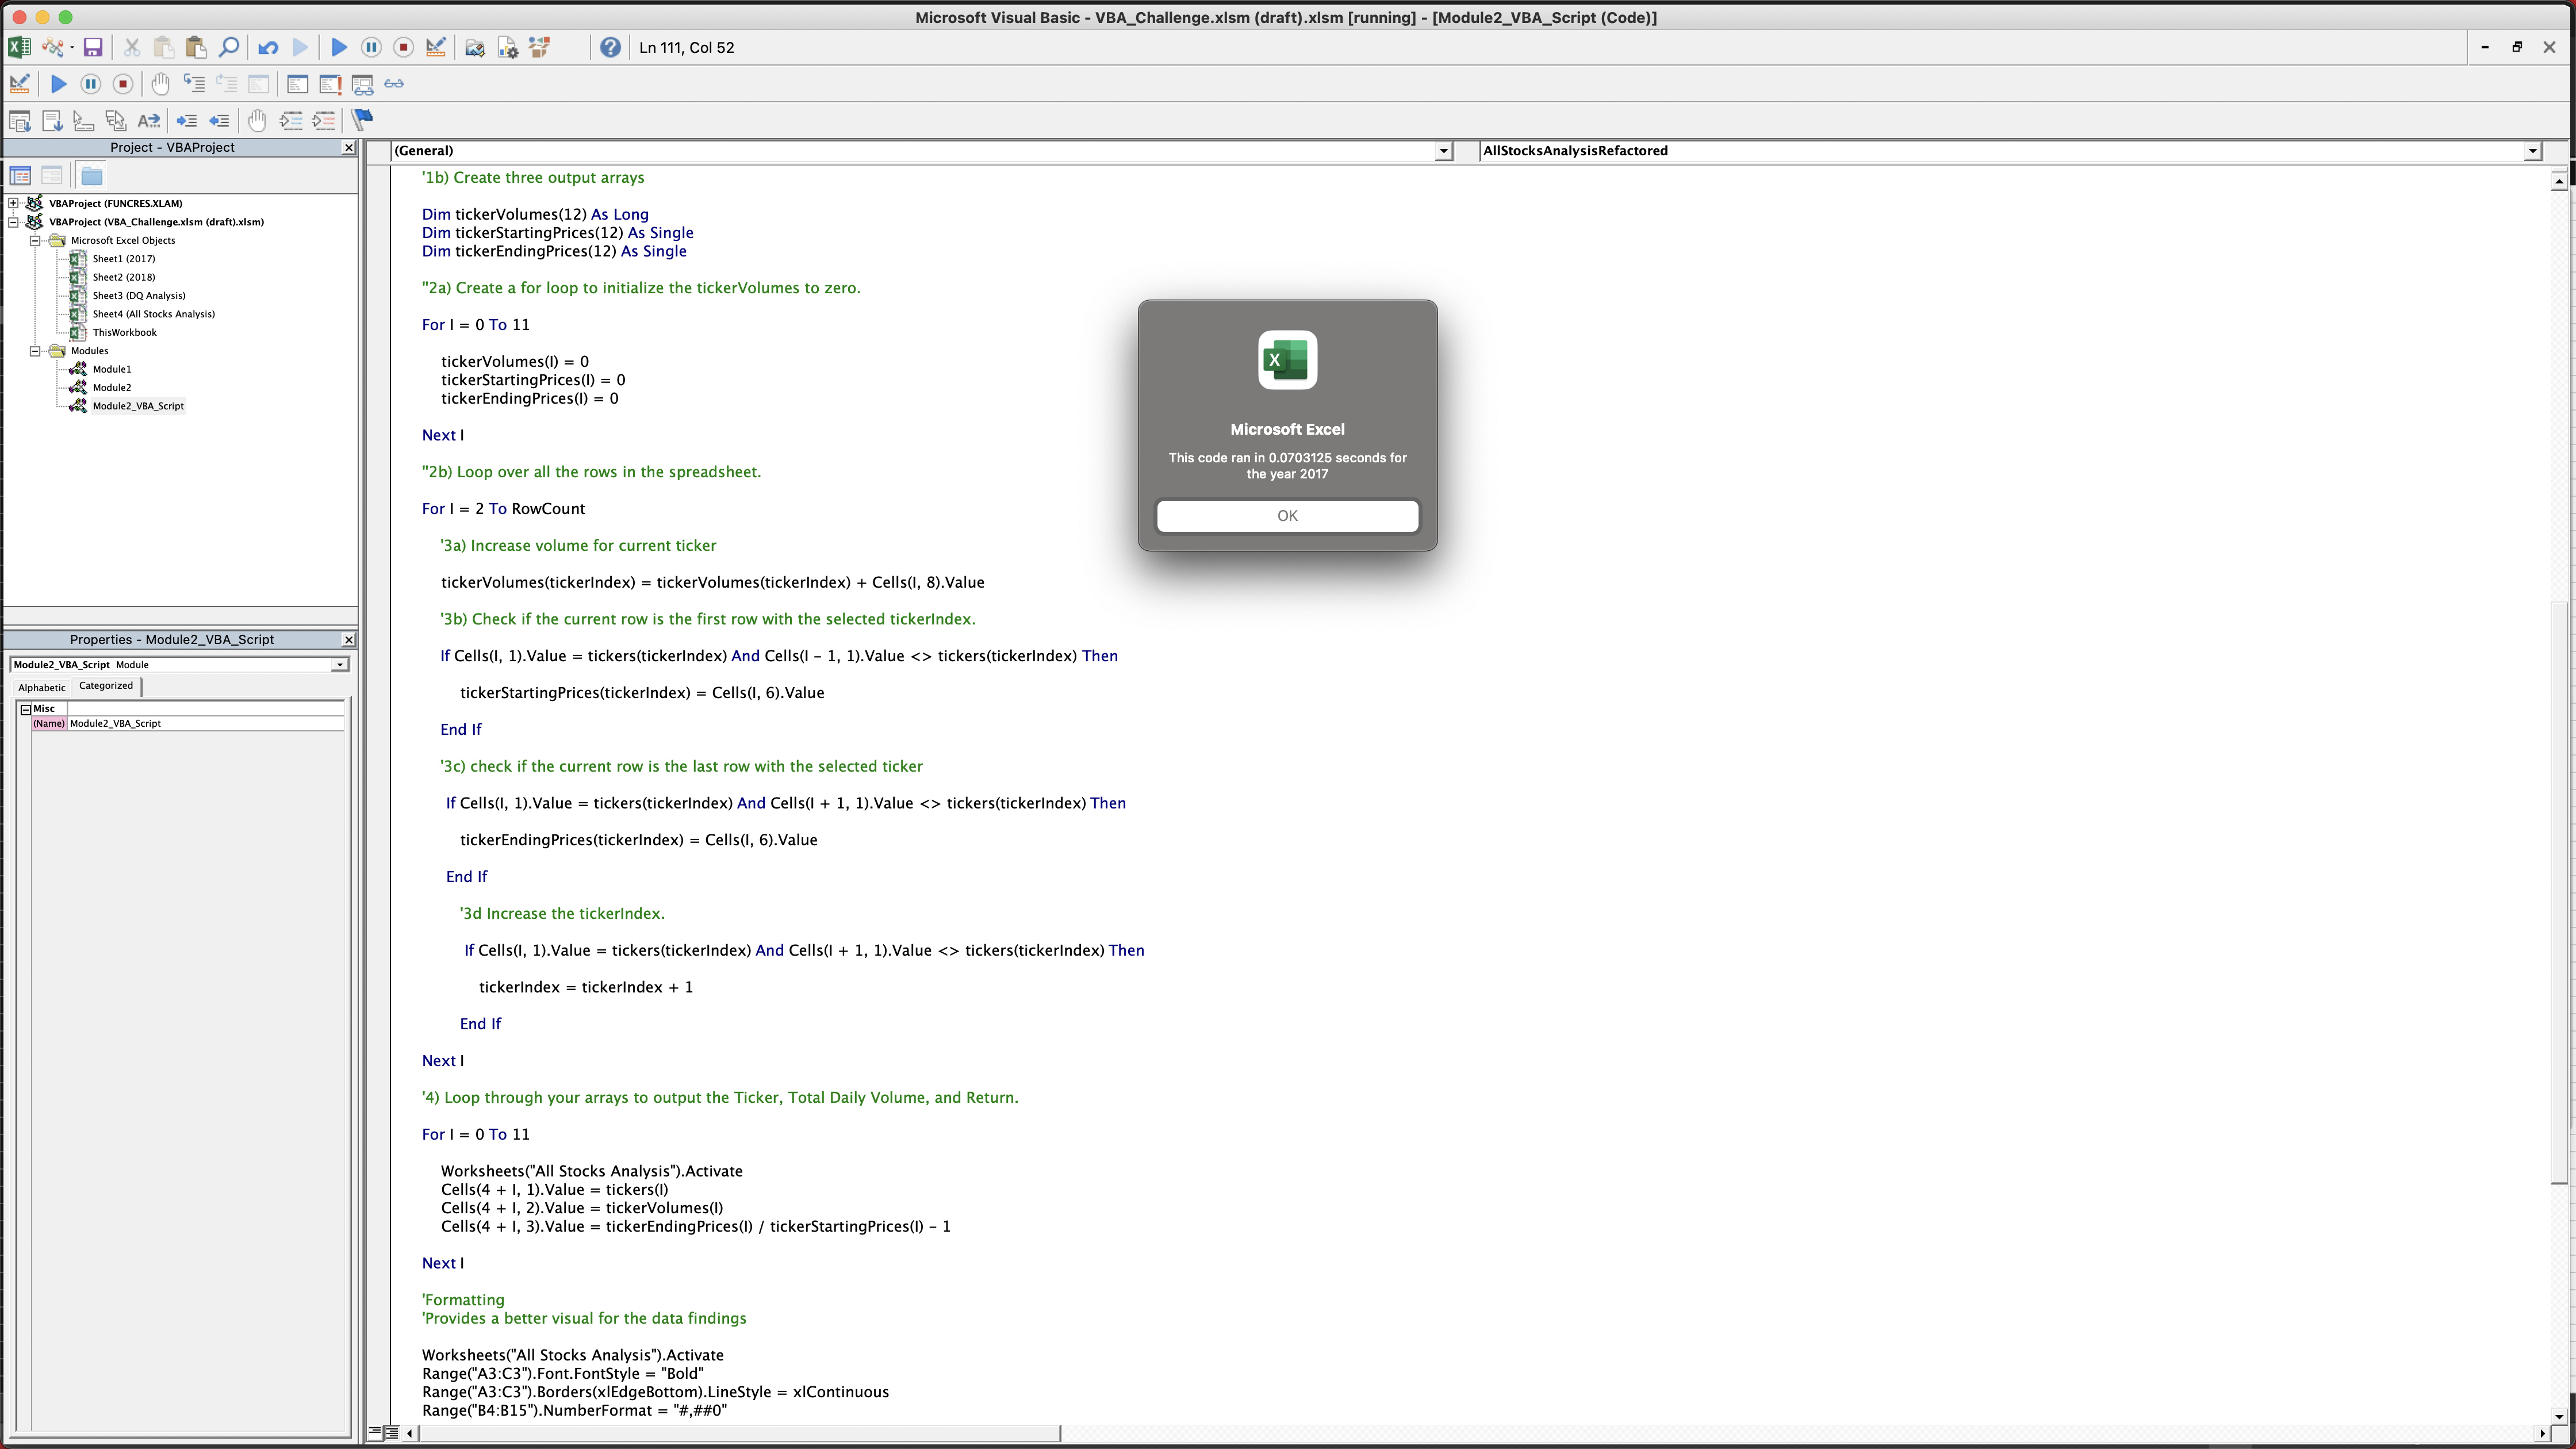 Microsoft Visual Basic - VBA_Challenge.xlsm (draft).xlsm [running] - [Module2_VBA_Script (Code)]
Ln 111, Col 52
Project - VBAProject
VBAProject (FUNCRES.XLAM)
VBAProject (VBA_Challenge.xlsm (draft).xlsm)
Microsoft Excel Objects
Sheet1 (2017)
Sheet2 (2018)
Sheet3 (DQ Analysis)
Sheet4 (All Stocks Analysis)
ThisWorkbook
Modules
Module1
Module2
Module2_VBA_Script
Properties - Module2_VBA_Script
Module2_VBA_Script Module
Alphabetic Categorized
Misc
(Name) Module2_VBA_Script
(General) AllStocksAnalysisRefactored
'1b) Create three output arrays
Dim tickerVolumes(12) As Long
Dim tickerStartingPrices(12) As Single
Dim tickerEndingPrices(12) As Single
''2a) Create a for loop to initialize the tickerVolumes to zero.
For I = 0 To 11
tickerVolumes(I) = 0
tickerStartingPrices(I) = 0
tickerEndingPrices(I) = 0
Next I
''2b) Loop over all the rows in the spreadsheet.
For I = 2 To RowCount
'3a) Increase volume for current ticker
tickerVolumes(tickerIndex) = tickerVolumes(tickerIndex) + Cells(I, 8).Value
'3b) Check if the current row is the first row with the selected tickerIndex.
If Cells(I, 1).Value = tickers(tickerIndex) And Cells(I - 1, 1).Value <> tickers(tickerIndex) Then
tickerStartingPrices(tickerIndex) = Cells(I, 6).Value
End If
'3c) check if the current row is the last row with the selected ticker
If Cells(I, 1).Value = tickers(tickerIndex) And Cells(I + 1, 1).Value <> tickers(tickerIndex) Then
tickerEndingPrices(tickerIndex) = Cells(I, 6).Value
End If
'3d Increase the tickerIndex.
If Cells(I, 1).Value = tickers(tickerIndex) And Cells(I + 1, 1).Value <> tickers(tickerIndex) Then
tickerIndex = tickerIndex + 1
End If
Next I
'4) Loop through your arrays to output the Ticker, Total Daily Volume, and Return.
For I = 0 To 11
Worksheets("All Stocks Analysis").Activate
Cells(4 + I, 1).Value = tickers(I)
Cells(4 + I, 2).Value = tickerVolumes(I)
Cells(4 + I, 3).Value = tickerEndingPrices(I) / tickerStartingPrices(I) - 1
Next I
'Formatting
'Provides a better visual for the data findings
Worksheets("All Stocks Analysis").Activate
Range("A3:C3").Font.FontStyle = "Bold"
Range("A3:C3").Borders(xlEdgeBottom).LineStyle = xlContinuous
Range("B4:B15").NumberFormat = "#,##0"
Microsoft Excel
This code ran in 0.0703125 seconds for
the year 2017
OK